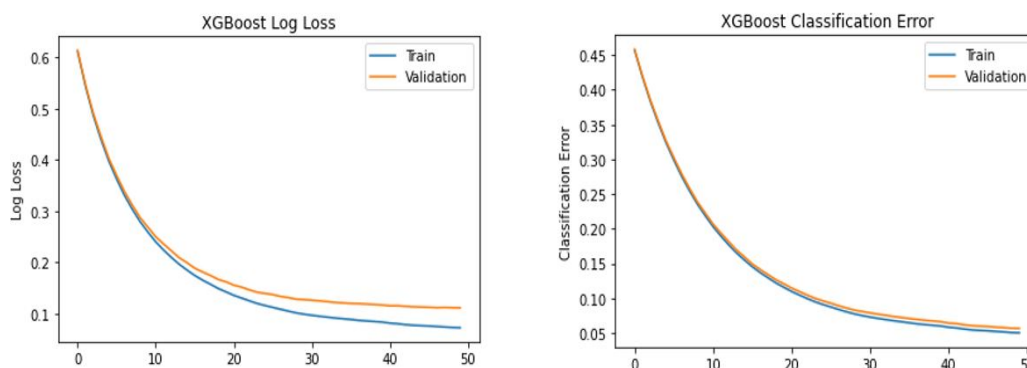 XGBoost Log Loss
Train
Validation
Log Loss
0.6
0.5
0.4
0.3
0.2
0.1
0 10 20 30 40 50
XGBoost Classification Error
Train
Validation
Classification Error
0.45
0.40
0.35
0.30
0.25
0.20
0.15
0.10
0.05
0 10 20 30 40 50